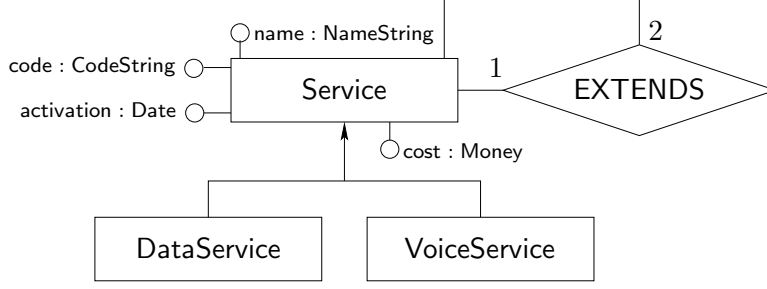 name : NameString
2
code : CodeString
1
Service
EXTENDS
activation : Date
cost : Money
DataService
VoiceService